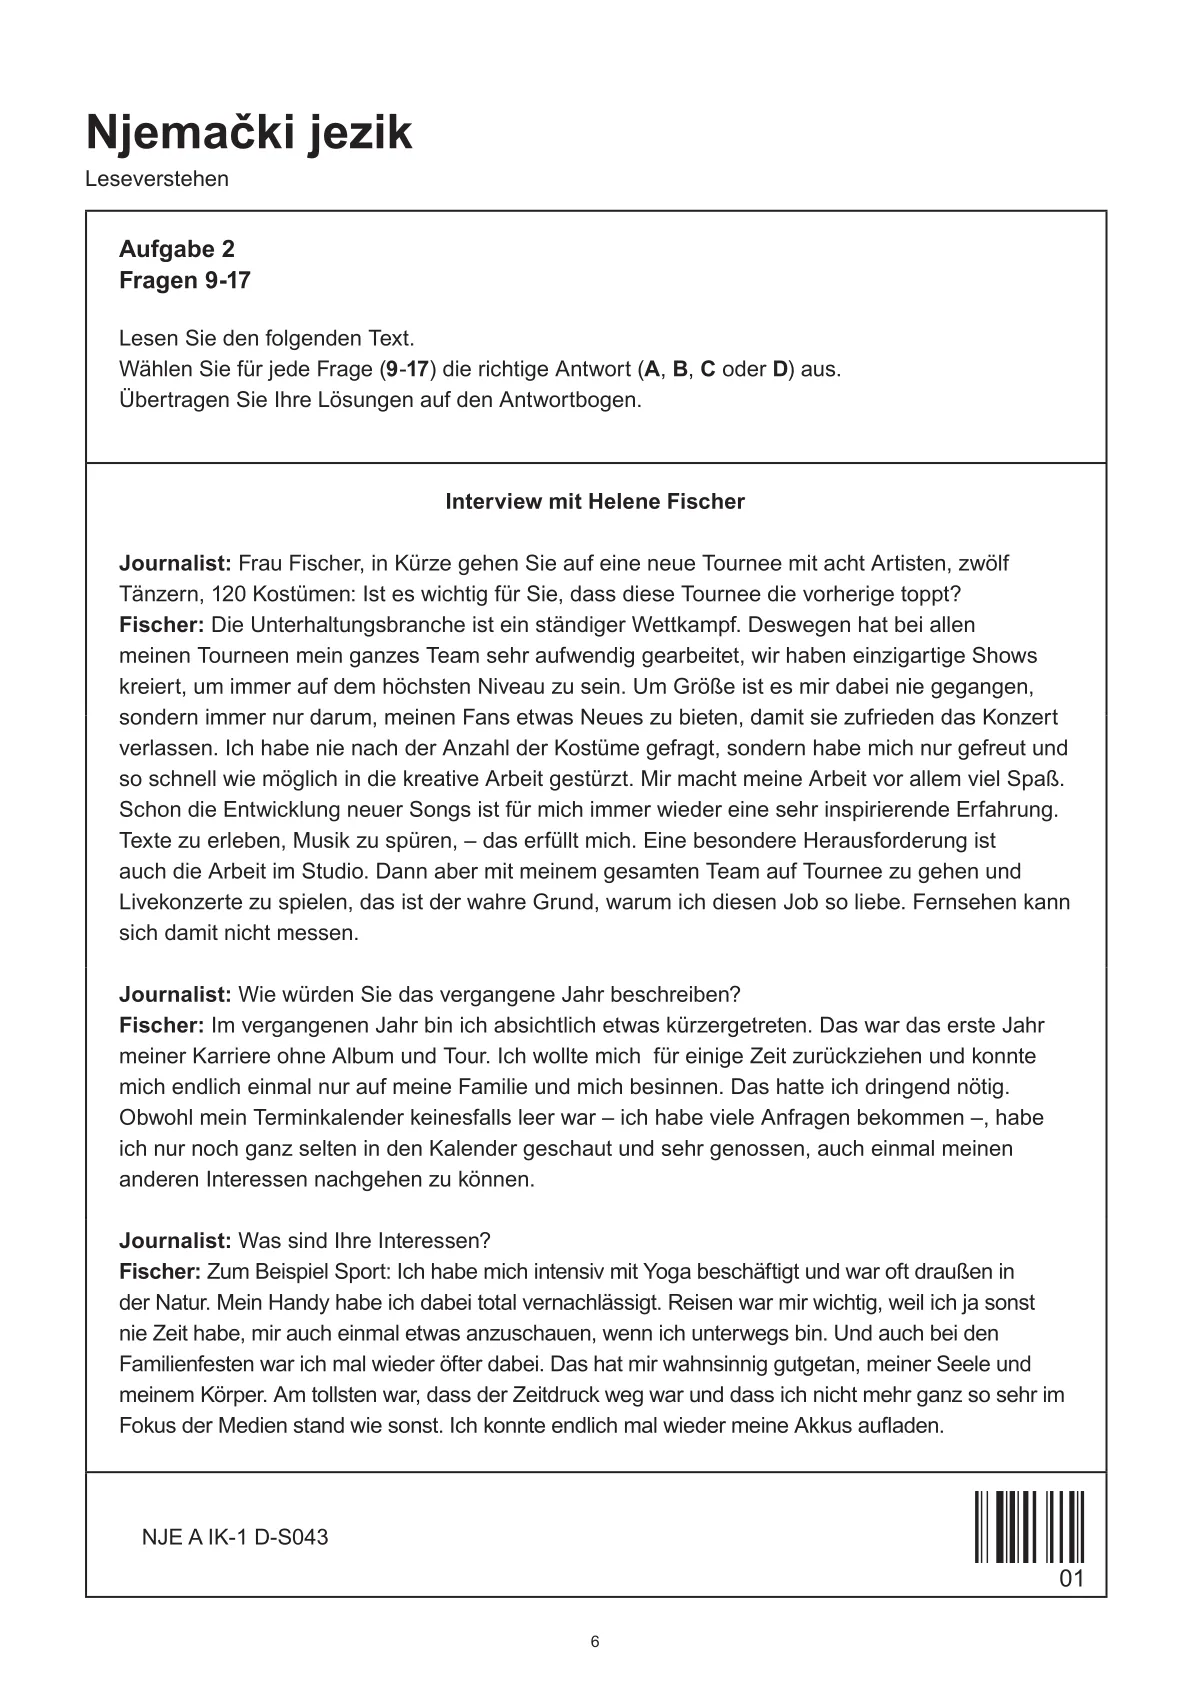 Njemački jezik
Leseverstehen
Aufgabe 2
Fragen 9-17
Lesen Sie den folgenden Text.
Wählen Sie für jede Frage (9-17) die richtige Antwort (A, B, C oder D) aus.
Übertragen Sie Ihre Lösungen auf den Antwortbogen.
Interview mit Helene Fischer
Journalist: Frau Fischer, in Kürze gehen Sie auf eine neue Tournee mit acht Artisten, zwölf
Tänzern, 120 Kostümen: Ist es wichtig für Sie, dass diese Tournee die vorherige toppt?
Fischer: Die Unterhaltungsbranche ist ein ständiger Wettkampf. Deswegen hat bei allen
meinen Tourneen mein ganzes Team sehr aufwendig gearbeitet, wir haben einzigartige Shows
kreiert, um immer auf dem höchsten Niveau zu sein. Um Größe ist es mir dabei nie gegangen,
sondern immer nur darum, meinen Fans etwas Neues zu bieten, damit sie zufrieden das Konzert
verlassen. Ich habe nie nach der Anzahl der Kostüme gefragt, sondern habe mich nur gefreut und
so schnell wie möglich in die kreative Arbeit gestürzt. Mir macht meine Arbeit vor allem viel Spaß.
Schon die Entwicklung neuer Songs ist für mich immer wieder eine sehr inspirierende Erfahrung.
Texte zu erleben, Musik zu spüren, – das erfüllt mich. Eine besondere Herausforderung ist
auch die Arbeit im Studio. Dann aber mit meinem gesamten Team auf Tournee zu gehen und
Livekonzerte zu spielen, das ist der wahre Grund, warum ich diesen Job so liebe. Fernsehen kann
sich damit nicht messen.
Journalist: Wie würden Sie das vergangene Jahr beschreiben?
Fischer: Im vergangenen Jahr bin ich absichtlich etwas kürzergetreten. Das war das erste Jahr
meiner Karriere ohne Album und Tour. Ich wollte mich  für einige Zeit zurückziehen und konnte
mich endlich einmal nur auf meine Familie und mich besinnen. Das hatte ich dringend nötig.
Obwohl mein Terminkalender keinesfalls leer war – ich habe viele Anfragen bekommen –, habe
ich nur noch ganz selten in den Kalender geschaut und sehr genossen, auch einmal meinen
anderen Interessen nachgehen zu können.
Journalist: Was sind Ihre Interessen?
Fischer: Zum Beispiel Sport: Ich habe mich intensiv mit Yoga beschäftigt und war oft draußen in
der Natur. Mein Handy habe ich dabei total vernachlässigt. Reisen war mir wichtig, weil ich ja sonst
nie Zeit habe, mir auch einmal etwas anzuschauen, wenn ich unterwegs bin. Und auch bei den
Familienfesten war ich mal wieder öfter dabei. Das hat mir wahnsinnig gutgetan, meiner Seele und
meinem Körper. Am tollsten war, dass der Zeitdruck weg war und dass ich nicht mehr ganz so sehr im
Fokus der Medien stand wie sonst. Ich konnte endlich mal wieder meine Akkus aufladen.
NJE A IK-1 D-S043
01
6